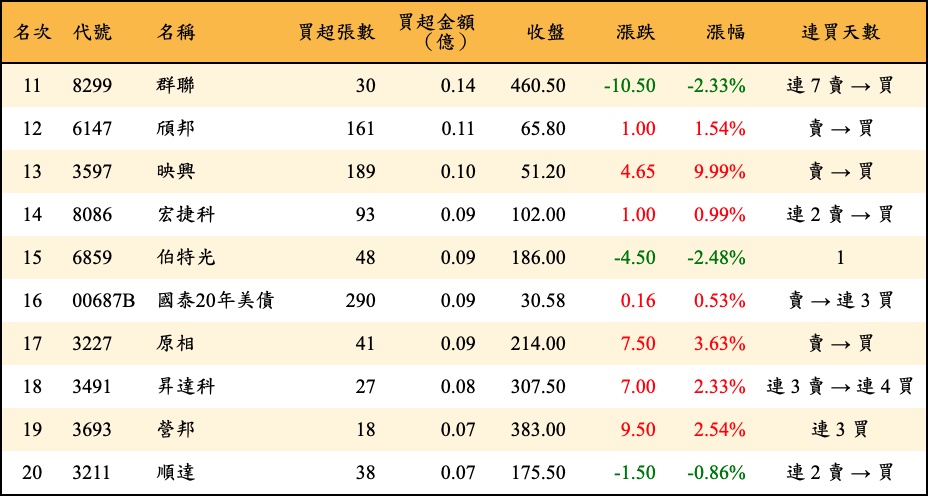 名次 代號 名稱 買超張數 買超金額（億） 收盤 漲跌 漲幅 連買天數
11 8299 群聯 30 0.14 460.50 -10.50 -2.33% 連 7 賣 → 買
12 6147 頎邦 161 0.11 65.80 1.00 1.54% 賣 → 買
13 3597 映興 189 0.10 51.20 4.65 9.99% 賣 → 買
14 8086 宏捷科 93 0.09 102.00 1.00 0.99% 連 2 賣 → 買
15 6859 伯特光 48 0.09 186.00 -4.50 -2.48% 1
16 00687B 國泰20年美債 290 0.09 30.58 0.16 0.53% 賣 → 連 3 買
17 3227 原相 41 0.09 214.00 7.50 3.63% 賣 → 買
18 3491 昇達科 27 0.08 307.50 7.00 2.33% 連 3 賣 → 連 4 買
19 3693 營邦 18 0.07 383.00 9.50 2.54% 連 3 買
20 3211 順達 38 0.07 175.50 -1.50 -0.86% 連 2 賣 → 買